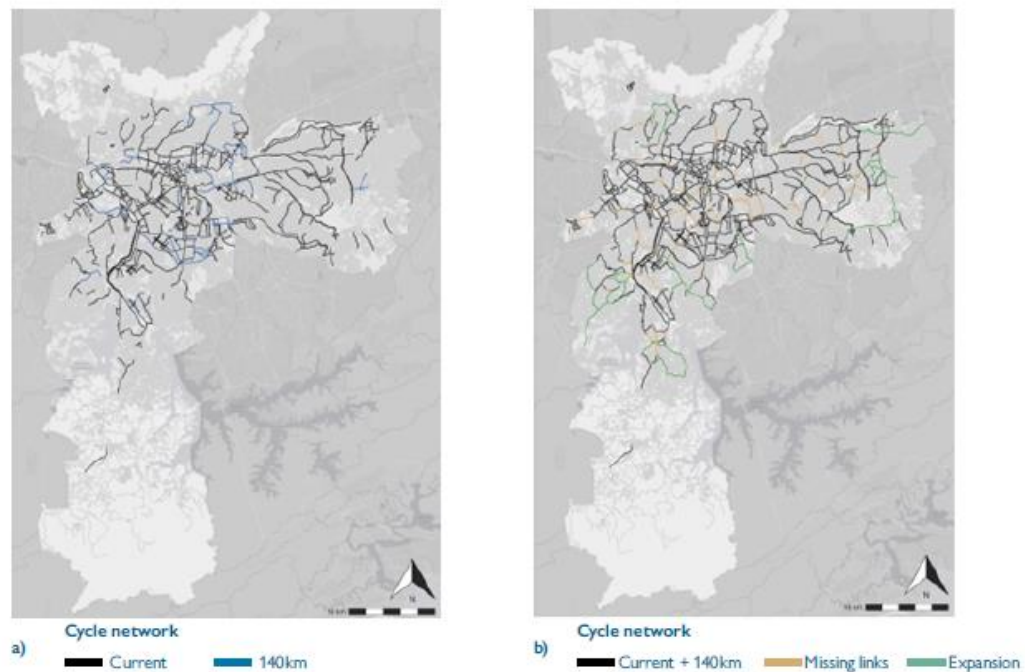 N
N
Cycle network
a)
Current
140km
Cycle network
b)
Current + 140km
Missing links
Expansion